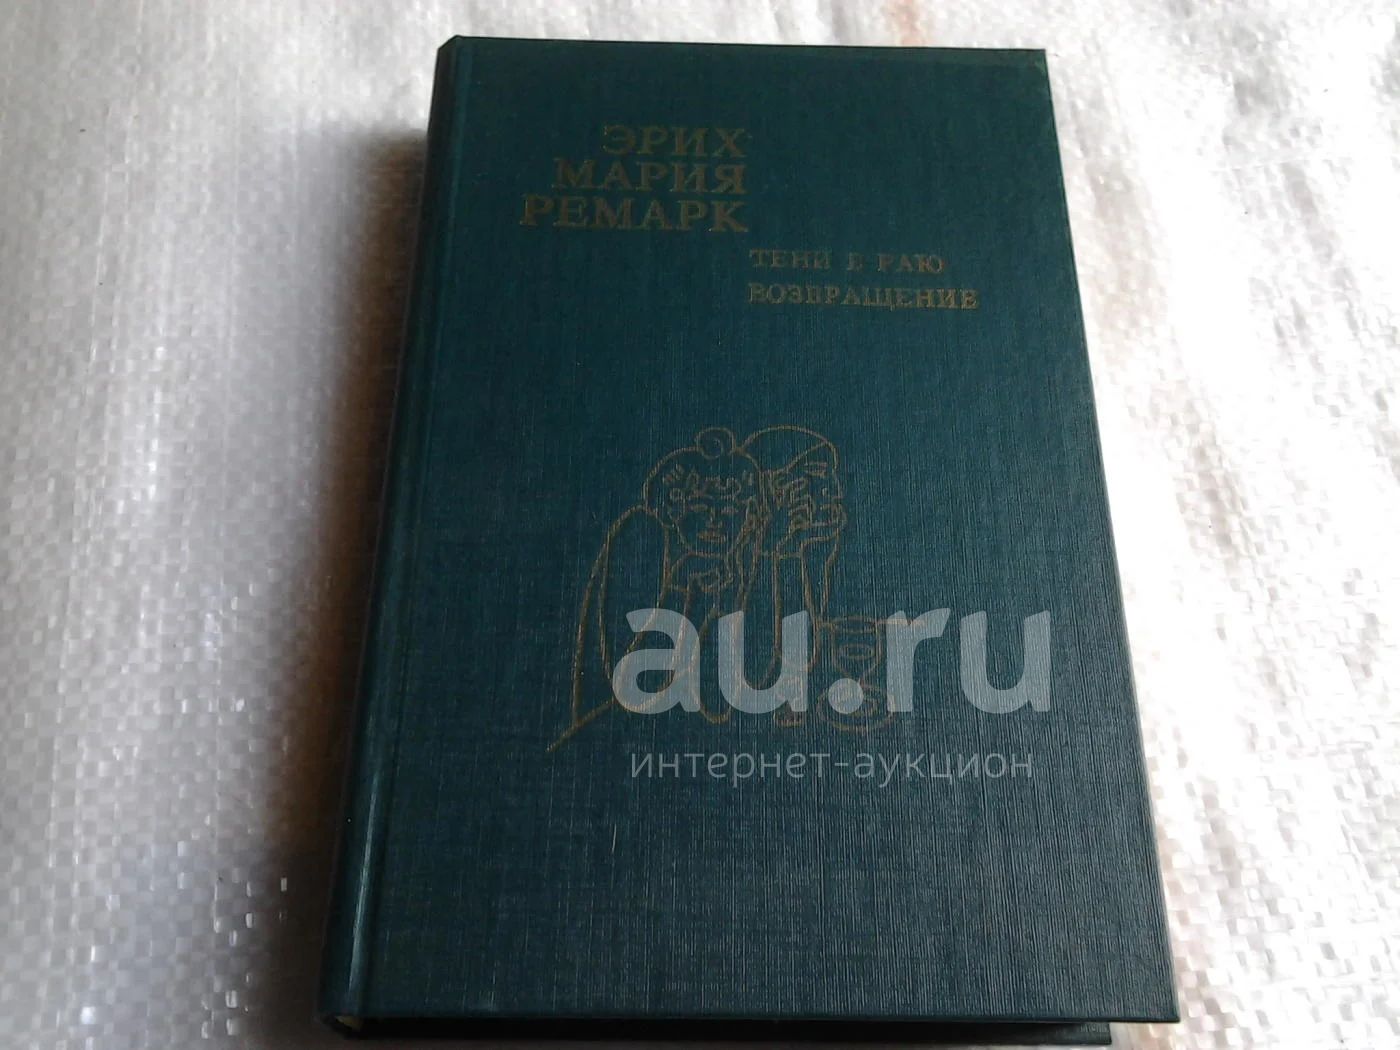 ЭРИХ
МАРИЯ
РЕМАРК
ТЕНИ В РАЮ
ВОЗВРАЩЕНИЕ
au.ru
интернет-аукцион